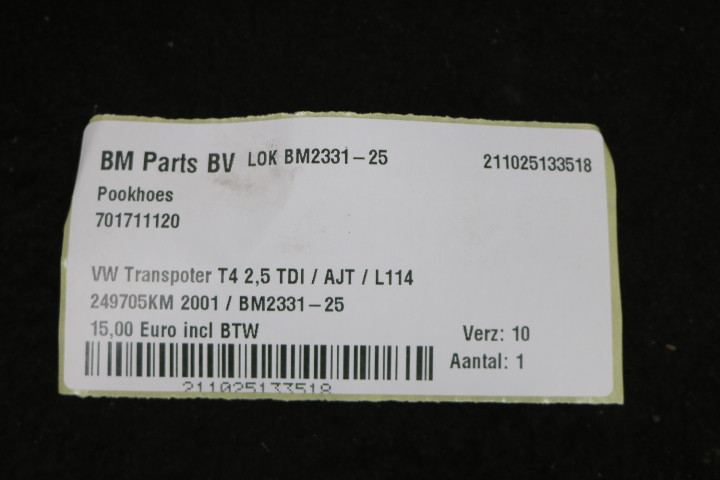 BM Parts BV LOK BM2331-25 211025133518
Pookhoes
701711120
VW Transpoter T4 2,5 TDI / AJT / L114
249705KM 2001 / BM2331-25
15,00 Euro incl BTW Verz: 10
Aantal: 1
211025133518